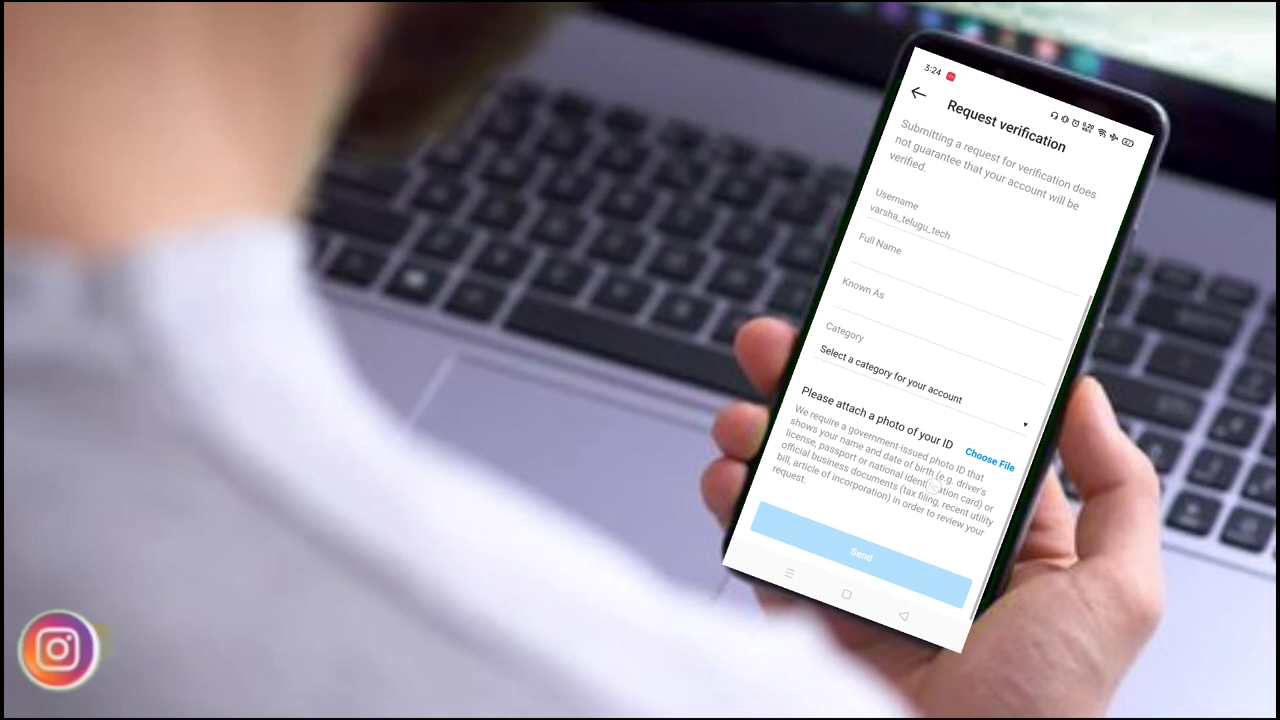 3:24
0.20
KB/S
Request verification
Submitting a request for verification does
not guarantee that your account will be
verified.
Username
varsha_telugu_tech
Full Name
Known As
Category
Select a category for your account
Please attach a photo of your ID
Choose File
We require a government-issued photo ID that
shows your name and date of birth (e.g. driver's
license, passport or national identification card) or
official business documents (tax filing, recent utility
bill, article of incorporation) in order to review your
request.
Send